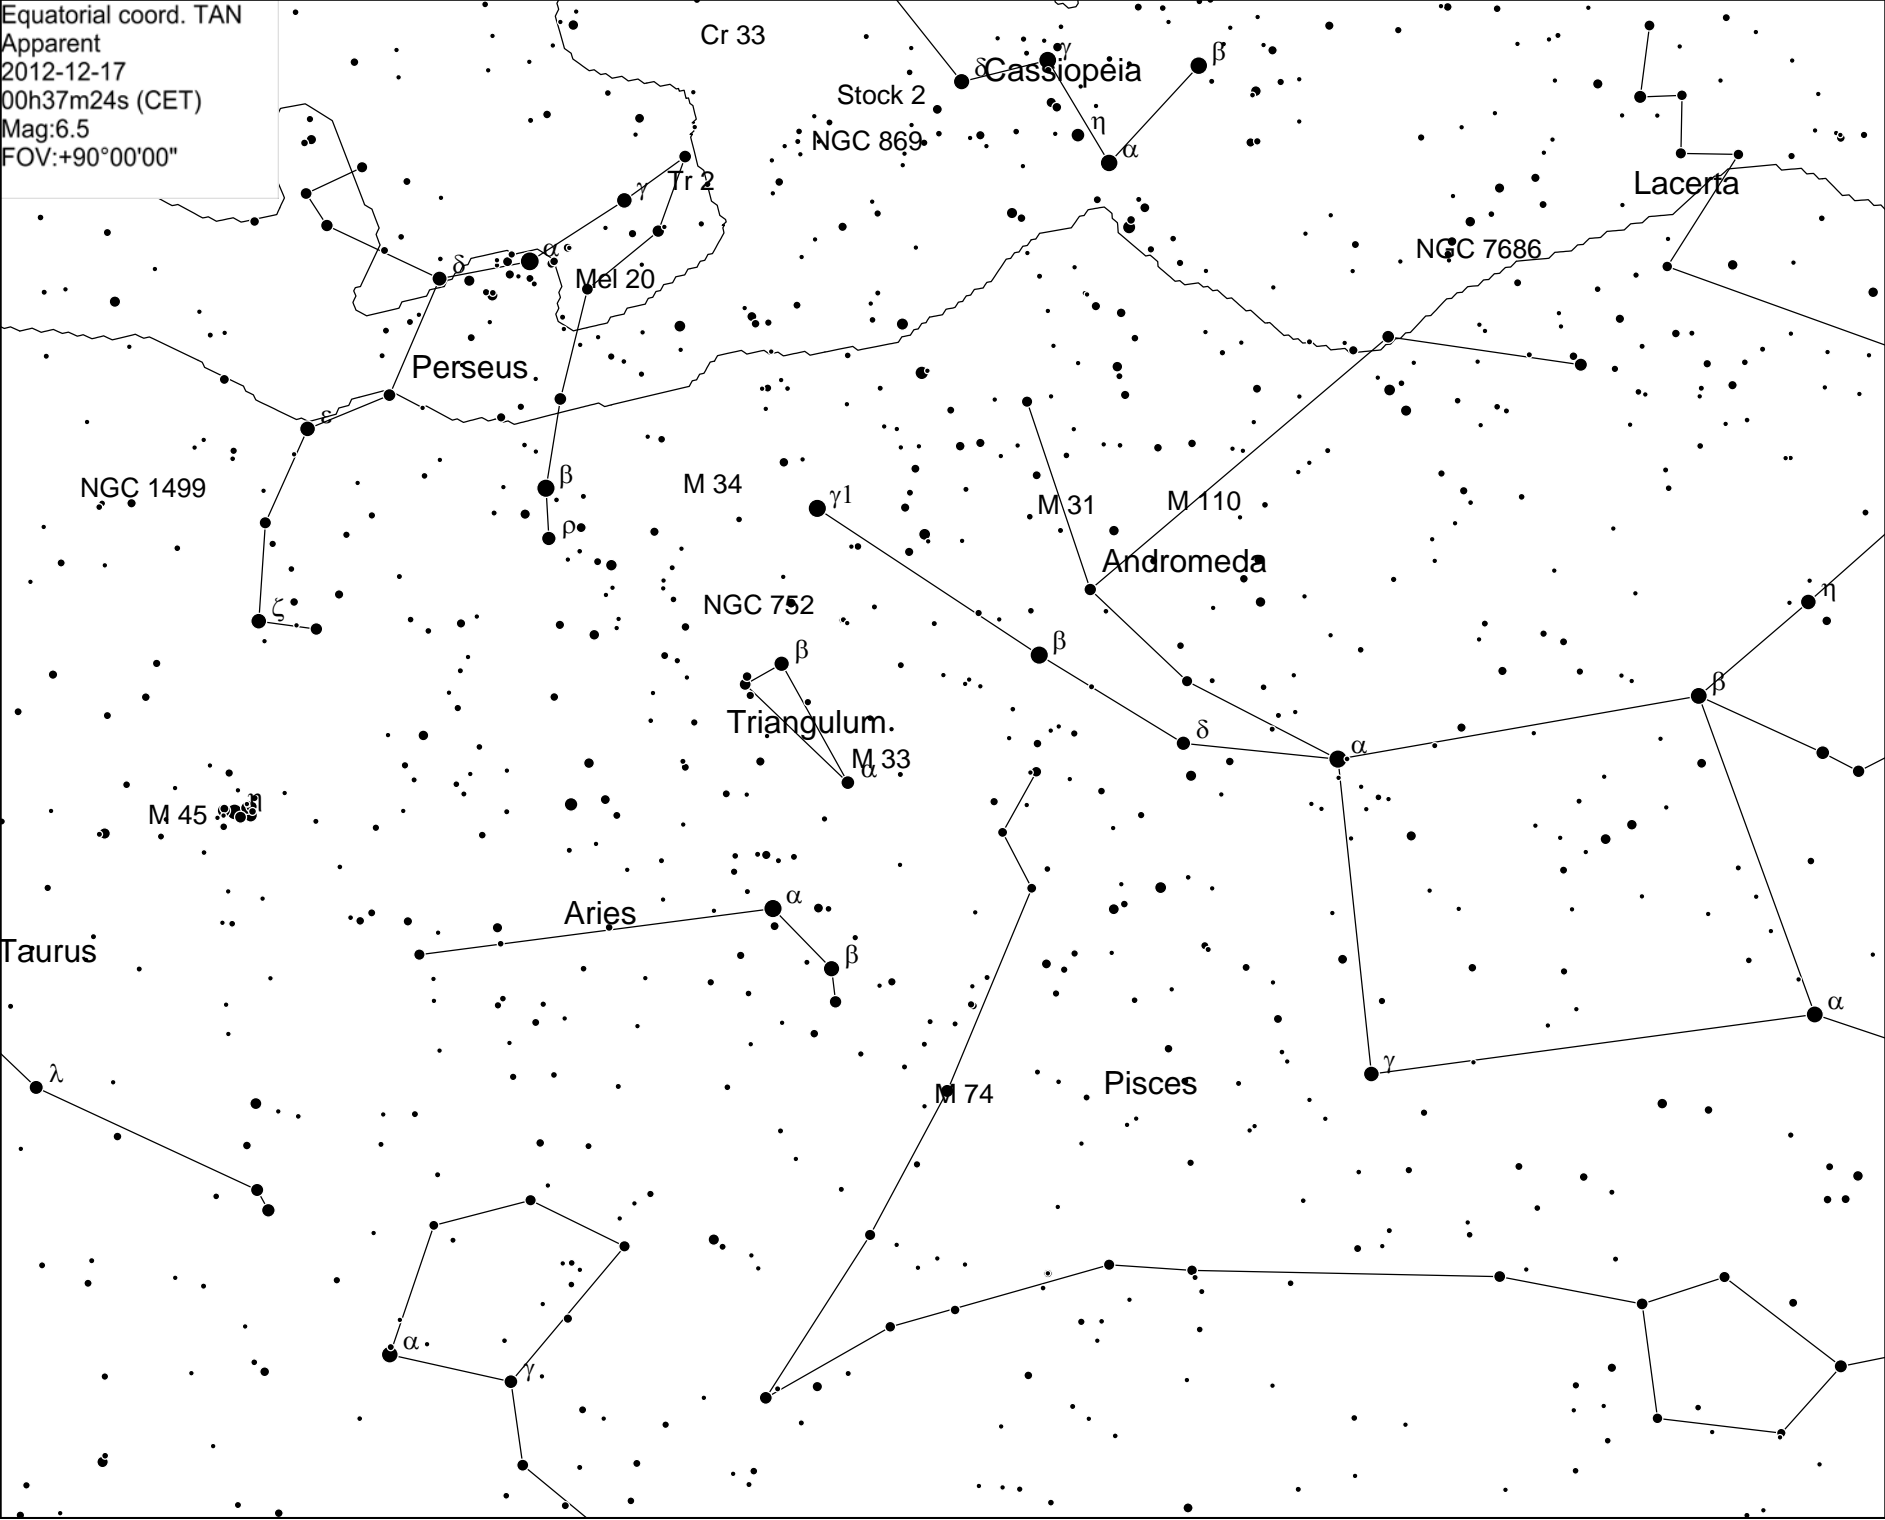 Equatorial coord. TAN
Apparent
2012-12-17
00h37m24s (CET)
Mag:6.5
FOV:+90°00'00"
Cr 33
γ
β
δ
Cassiopeia
Stock 2
η
NGC 869
α
Tr 2
γ
Lacerta
α
NGC 7686
δ
Mel 20
Perseus
ε
β
M 34
NGC 1499
γ1
M 31
M 110
ρ
Andromeda
η
ζ
NGC 752
β
β
β
Triangulum
δ
α
M 33
α
η
M 45
α
Aries
Taurus
β
α
γ
λ
M 74
Pisces
α
γ